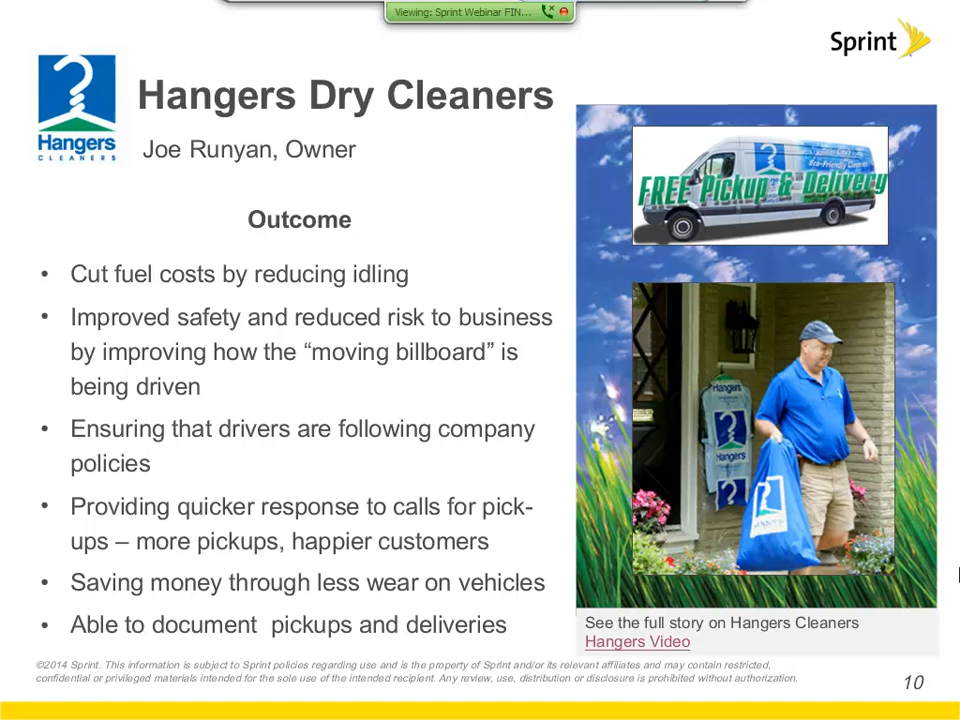 Viewing: Sprint Webinar FIN...
Sprint
Hangers
CLEANERS
Hangers Dry Cleaners
Joe Runyan, Owner
Outcome
• Cut fuel costs by reducing idling
• Improved safety and reduced risk to business
by improving how the “moving billboard” is
being driven
• Ensuring that drivers are following company
policies
• Providing quicker response to calls for pick-
ups – more pickups, happier customers
• Saving money through less wear on vehicles
• Able to document  pickups and deliveries
Eco-Friendly
FREE Pickup & Delivery
Hangers
Hangers
See the full story on Hangers Cleaners
Hangers Video
©2014 Sprint. This information is subject to Sprint policies regarding use and is the property of Sprint and/or its relevant affiliates and may contain restricted,
confidential or privileged materials intended for the sole use of the intended recipient. Any review, use, distribution or disclosure is prohibited without authorization.
10